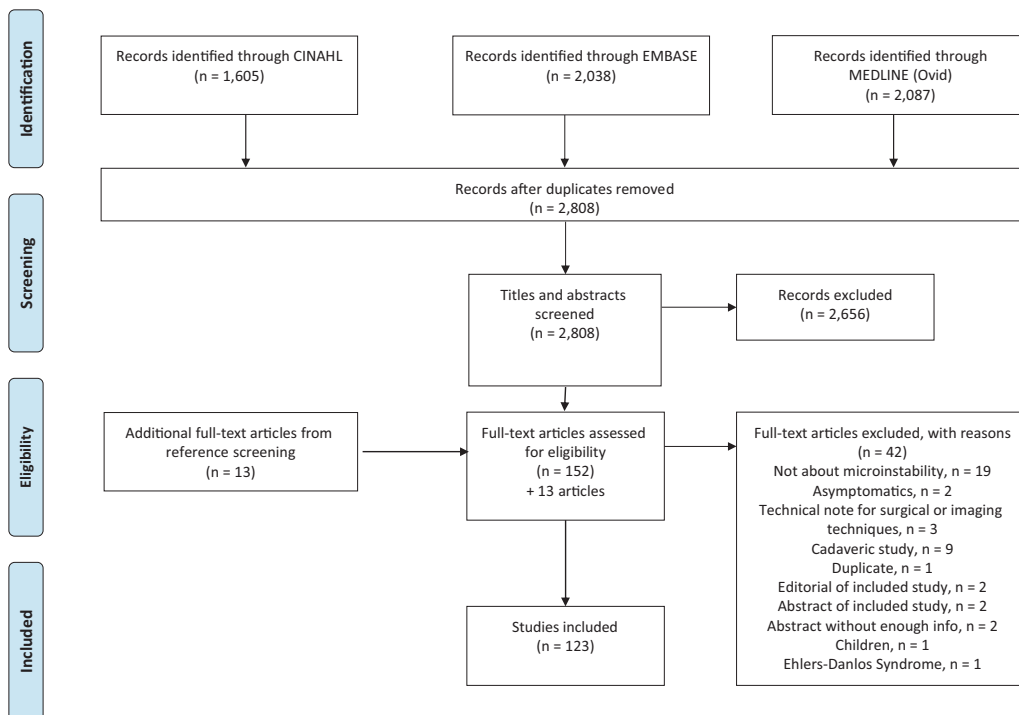 Identification
Records identified through CINAHL
(n = 1,605)
Records identified through EMBASE
(n = 2,038)
Records identified through
MEDLINE (Ovid)
(n = 2,087)
Records after duplicates removed
(n = 2,808)
Screening
Titles and abstracts
screened
(n = 2,808)
Records excluded
(n = 2,656)
Eligibility
Additional full-text articles from
reference screening
(n = 13)
Full-text articles assessed
for eligibility
(n = 152)
+ 13 articles
Full-text articles excluded, with reasons
(n = 42)
Not about microinstability, n = 19
Asymptomatics, n = 2
Technical note for surgical or imaging
techniques, n = 3
Cadaveric study, n = 9
Duplicate, n = 1
Editorial of included study, n = 2
Abstract of included study, n = 2
Abstract without enough info, n = 2
Children, n = 1
Ehlers-Danlos Syndrome, n = 1
Included
Studies included
(n = 123)